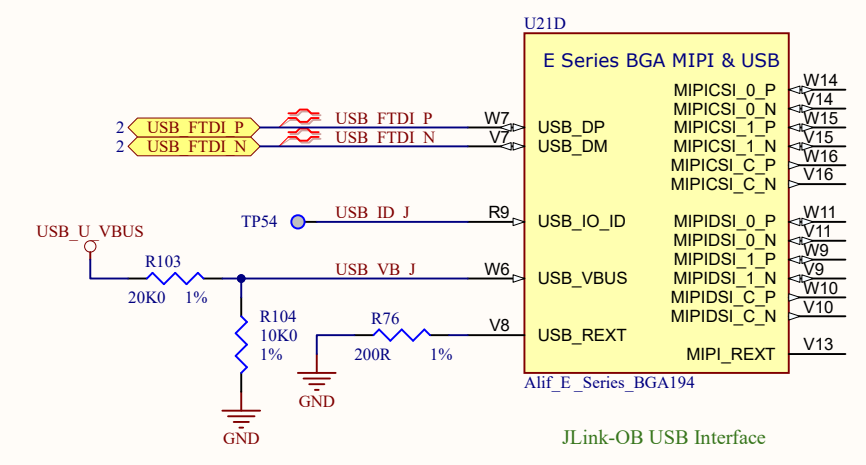 U21D
E Series BGA MIPI & USB
W14
MIPICSI_0_P
V14
MIPICSI_0_N
2 USB_FTDI_P USB_FTDI_P W7 USB_DP
W15
MIPICSI_1_P
2 USB_FTDI_N USB_FTDI_N V7 USB_DM
V15
MIPICSI_1_N
W16
MIPICSI_C_P
V16
MIPICSI_C_N
TP54 USB_ID_J R9 USB_IO_ID
W11
MIPIDSI_0_P
USB_U_VBUS
V11
MIPIDSI_0_N
W9
MIPIDSI_1_P
R103
20K0 1%
USB_VB_J W6 USB_VBUS
V9
MIPIDSI_1_N
W10
MIPIDSI_C_P
V10
MIPIDSI_C_N
R104
10K0
1%
R76
200R 1%
V8 USB_REXT
V13
MIPI_REXT
GND
GND
Alif_E_Series_BGA194
JLink-OB USB Interface